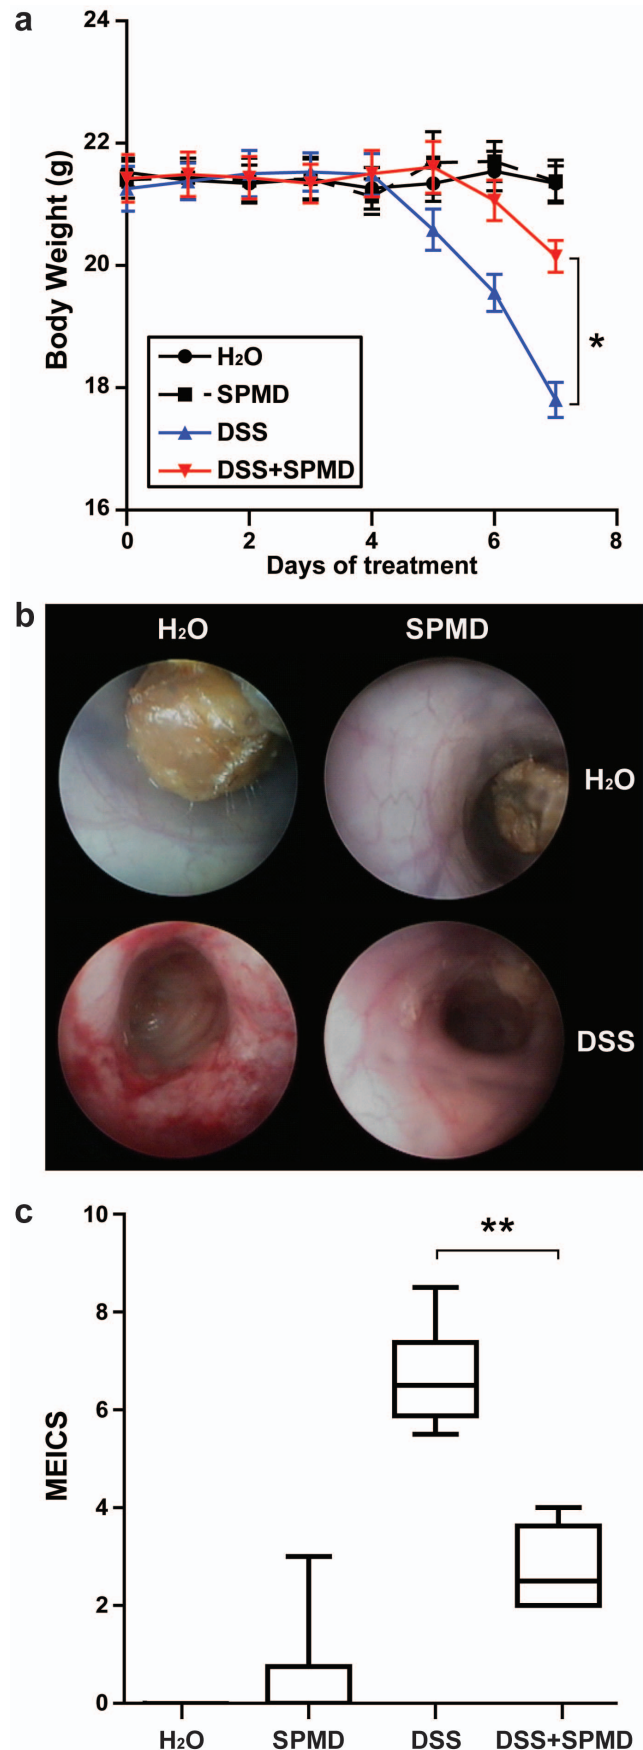 a
24
22
20
18
16
Body Weight (g)
H₂O
SPMD
DSS
DSS+SPMD
*
0 2 4 6 8
Days of treatment
b
H₂O SPMD
H₂O
DSS
c
10
8
6
4
2
0
MEICS
**
H₂O SPMD DSS DSS+SPMD